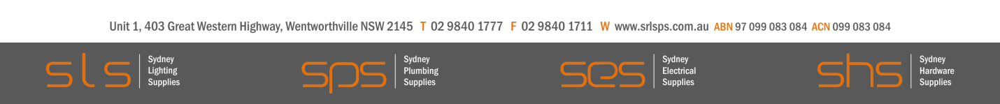 Unit 1, 403 Great Western Highway, Wentworthville NSW 2145 T 02 9840 1777 F 02 9840 1711 W www.srlsps.com.au ABN 97 099 083 084 ACN 099 083 084
sls
Sydney
Lighting
Supplies
sps
Sydney
Plumbing
Supplies
ses
Sydney
Electrical
Supplies
shs
Sydney
Hardware
Supplies